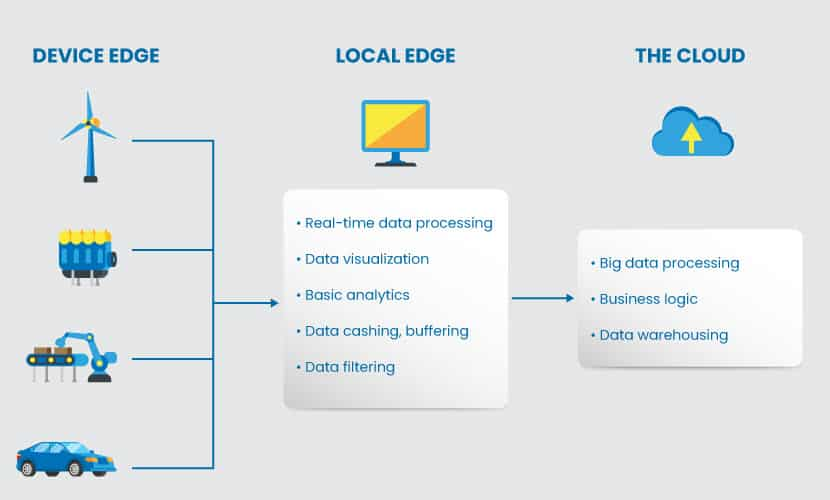 DEVICE EDGE
LOCAL EDGE
THE CLOUD
• Real-time data processing
• Data visualization
• Basic analytics
• Data cashing, buffering
• Data filtering
• Big data processing
• Business logic
• Data warehousing